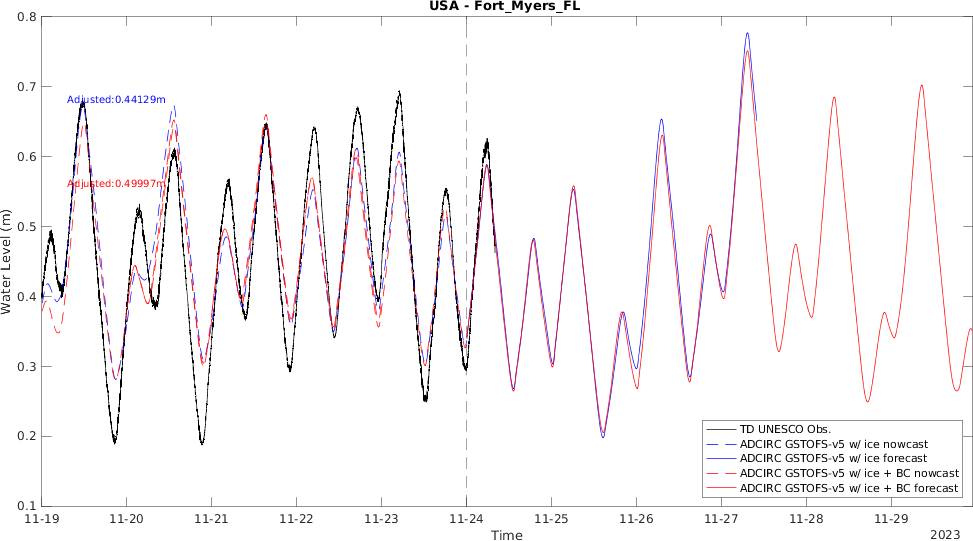 USA - Fort_Myers_FL
0.8
0.7
0.6
0.5
0.4
0.3
0.2
0.1
Water Level (m)
Adjusted:0.44129m
Adjusted:0.49997m
TD UNESCO Obs.
ADCIRC GSTOFS-v5 w/ ice nowcast
ADCIRC GSTOFS-v5 w/ ice forecast
ADCIRC GSTOFS-v5 w/ ice + BC nowcast
ADCIRC GSTOFS-v5 w/ ice + BC forecast
11-19 11-20 11-21 11-22 11-23 11-24 11-25 11-26 11-27 11-28 11-29
Time
2023